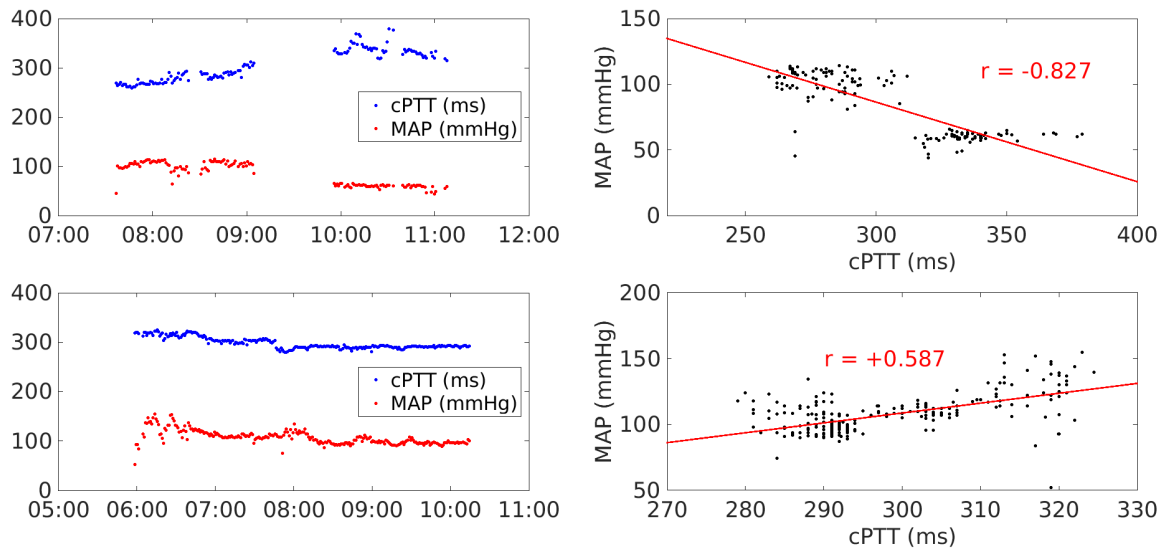 400
300
200
100
0
07:00 08:00 09:00 10:00 11:00 12:00
cPTT (ms)
MAP (mmHg)
150
100
50
0
MAP (mmHg)
r = -0.827
250 300 350 400
cPTT (ms)
400
300
200
100
0
05:00 06:00 07:00 08:00 09:00 10:00 11:00
cPTT (ms)
MAP (mmHg)
200
150
100
50
MAP (mmHg)
r = +0.587
270 280 290 300 310 320 330
cPTT (ms)